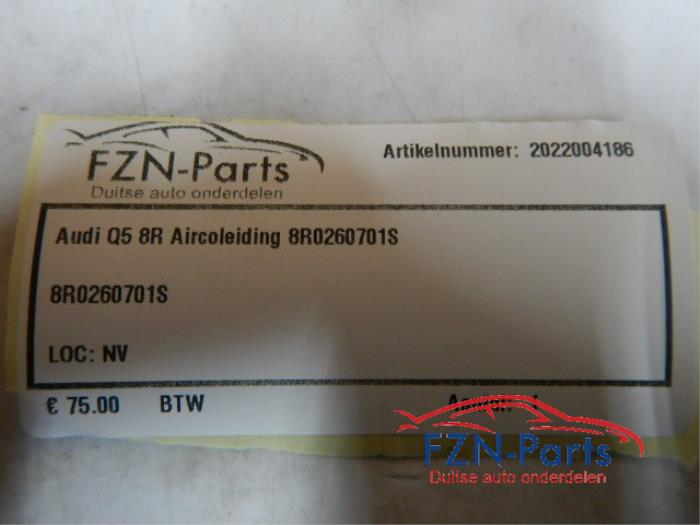 FZN-Parts
Duitse auto onderdelen
Artikelnummer: 2022004186
Audi Q5 8R Aircoleiding 8R0260701S
8R0260701S
LOC: NV
€ 75.00 BTW
FZN-Parts
Duitse auto onderdelen